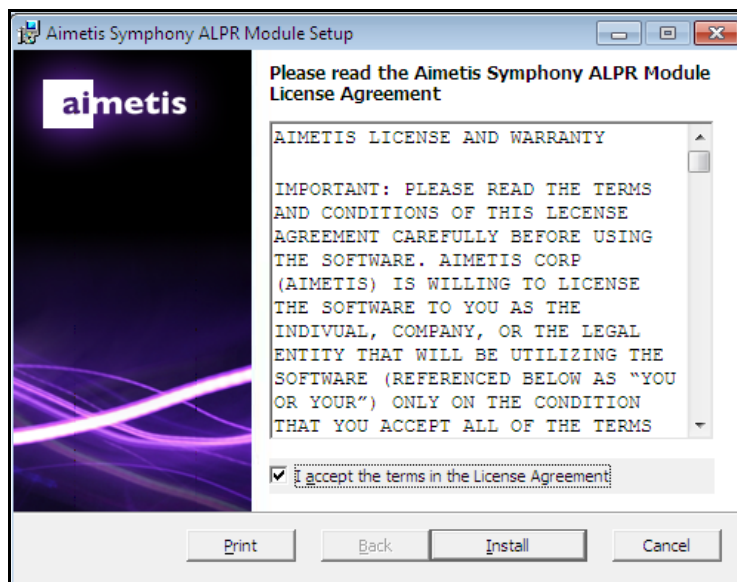 Aimetis Symphony ALPR Module Setup
aimetis
Please read the Aimetis Symphony ALPR Module
License Agreement
AIMETIS LICENSE AND WARRANTY
IMPORTANT: PLEASE READ THE TERMS
AND CONDITIONS OF THIS LECENSE
AGREEMENT CAREFULLY BEFORE USING
THE SOFTWARE. AIMETIS CORP
(AIMETIS) IS WILLING TO LICENSE
THE SOFTWARE TO YOU AS THE
INDIVUAL, COMPANY, OR THE LEGAL
ENTITY THAT WILL BE UTILIZING THE
SOFTWARE (REFERENCED BELOW AS “YOU
OR YOUR”) ONLY ON THE CONDITION
THAT YOU ACCEPT ALL OF THE TERMS
I accept the terms in the License Agreement
Print Back Install Cancel